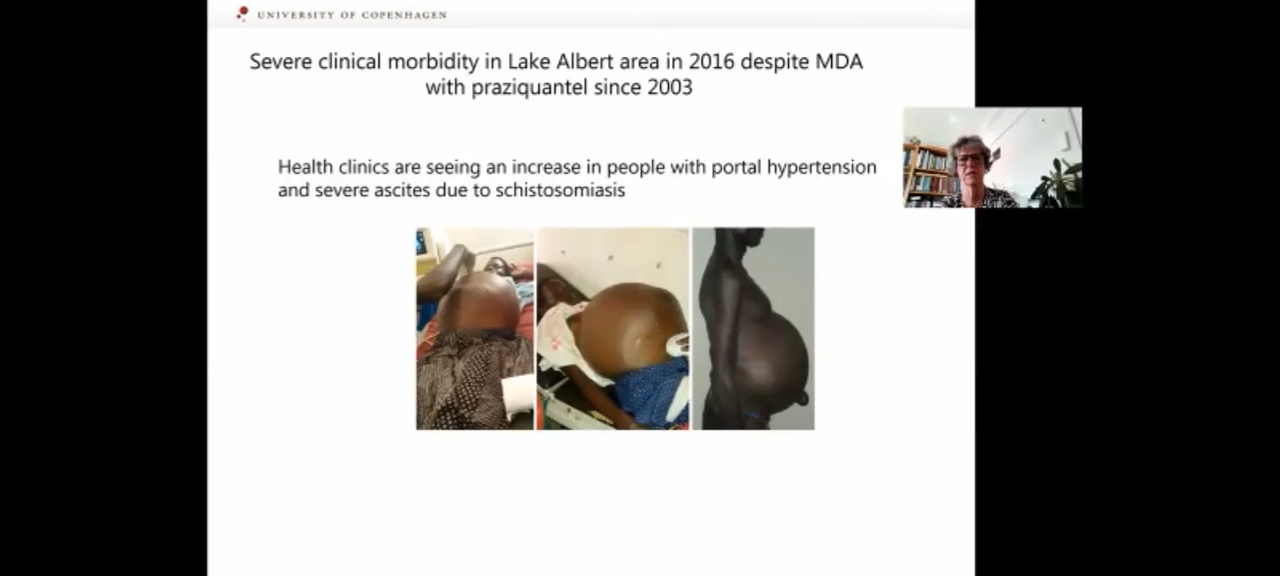 UNIVERSITY OF COPENHAGEN
Severe clinical morbidity in Lake Albert area in 2016 despite MDA
with praziquantel since 2003
Health clinics are seeing an increase in people with portal hypertension
and severe ascites due to schistosomiasis